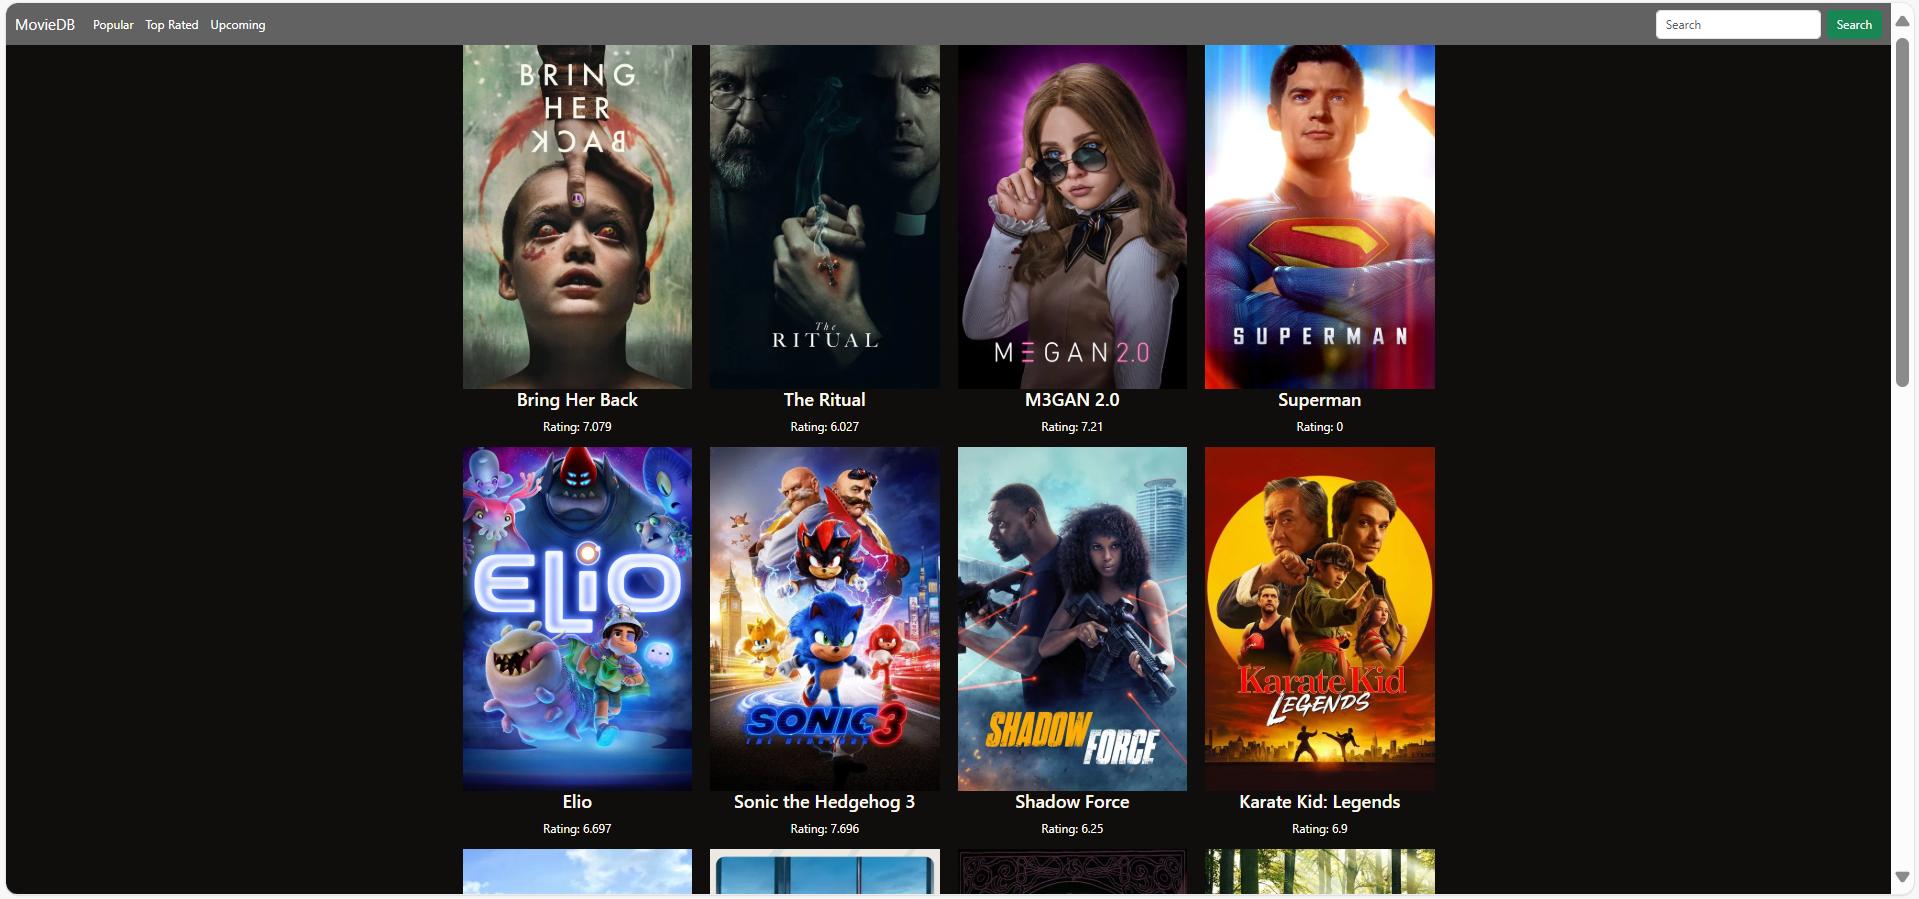 MovieDB Popular Top Rated Upcoming Search Search
BRING
HER
BACK
The
RITUAL
MEGAN 2.0
SUPERMAN
Bring Her Back The Ritual M3GAN 2.0 Superman
Rating: 7.079 Rating: 6.027 Rating: 7.21 Rating: 0
ELIO
SONIC 3
THE HEDGEHOG
SHADOW
FORCE
Karate Kid
LEGENDS
Elio Sonic the Hedgehog 3 Shadow Force Karate Kid: Legends
Rating: 6.697 Rating: 7.696 Rating: 6.25 Rating: 6.9